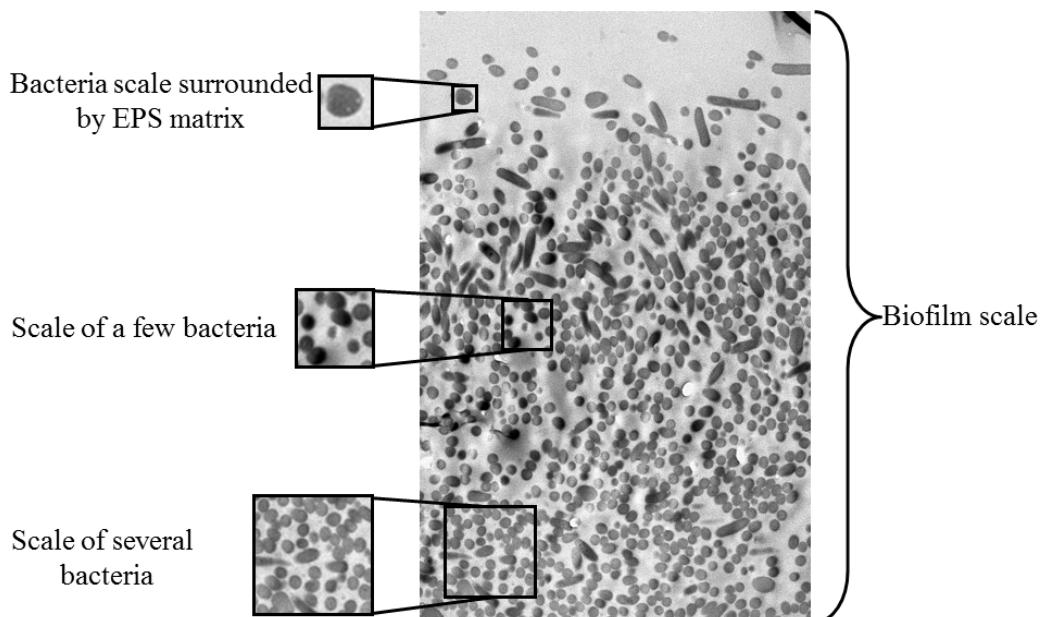 Bacteria scale surrounded
by EPS matrix
Scale of a few bacteria
Biofilm scale
Scale of several
bacteria